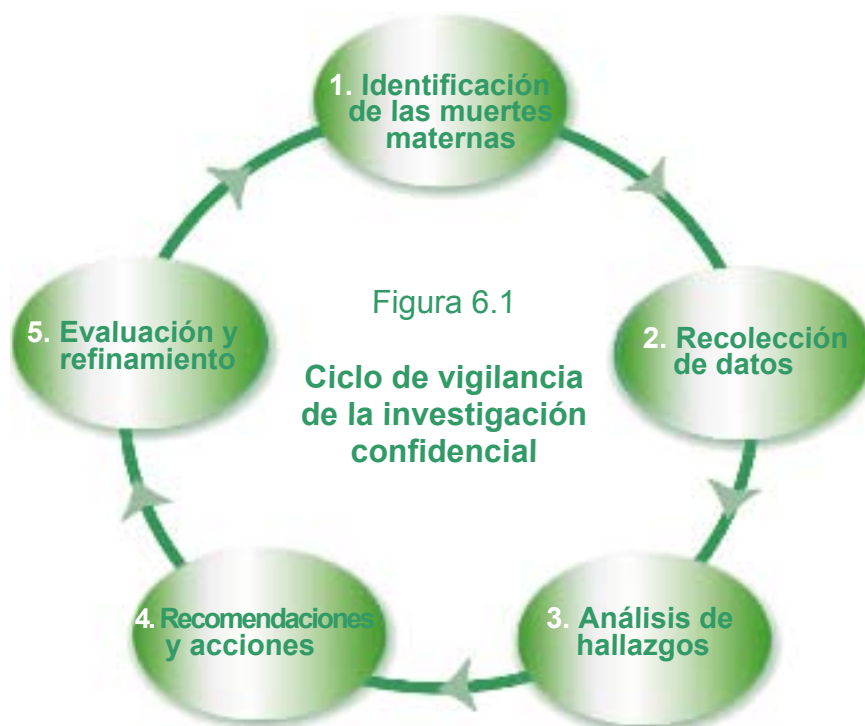 1. Identificación
de las muertes
maternas
Figura 6.1
Ciclo de vigilancia
de la investigación
confidencial
2. Recolección
de datos
3. Análisis de
hallazgos
4. Recomendaciones
y acciones
5. Evaluación y
refinamiento